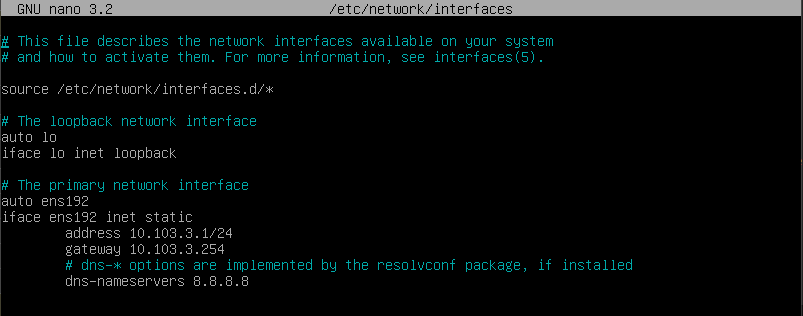 GNU nano 3.2 /etc/network/interfaces
# This file describes the network interfaces available on your system
# and how to activate them. For more information, see interfaces(5).
source /etc/network/interfaces.d/*
# The loopback network interface
auto lo
iface lo inet loopback
# The primary network interface
auto ens192
iface ens192 inet static
address 10.103.3.1/24
gateway 10.103.3.254
# dns-* options are implemented by the resolvconf package, if installed
dns-nameservers 8.8.8.8